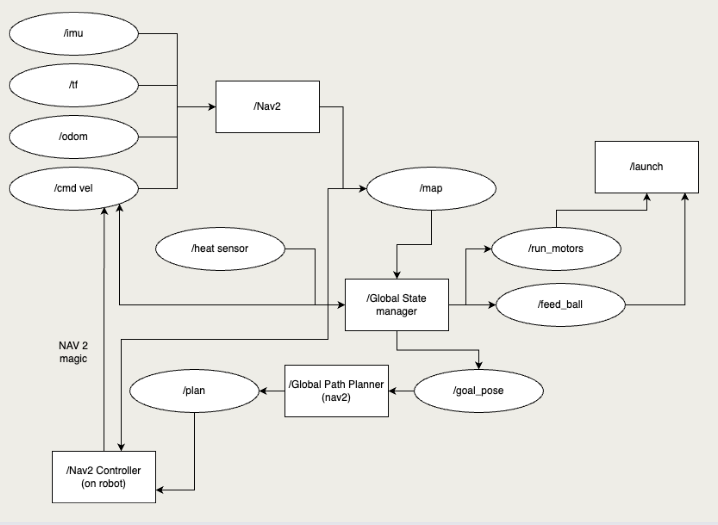 /imu
/tf
/Nav2
/odom
/launch
/cmd vel
/map
/heat sensor
/run_motors
/Global State
manager
/feed_ball
NAV 2
magic
/plan
/Global Path Planner
(nav2)
/goal_pose
/Nav2 Controller
(on robot)